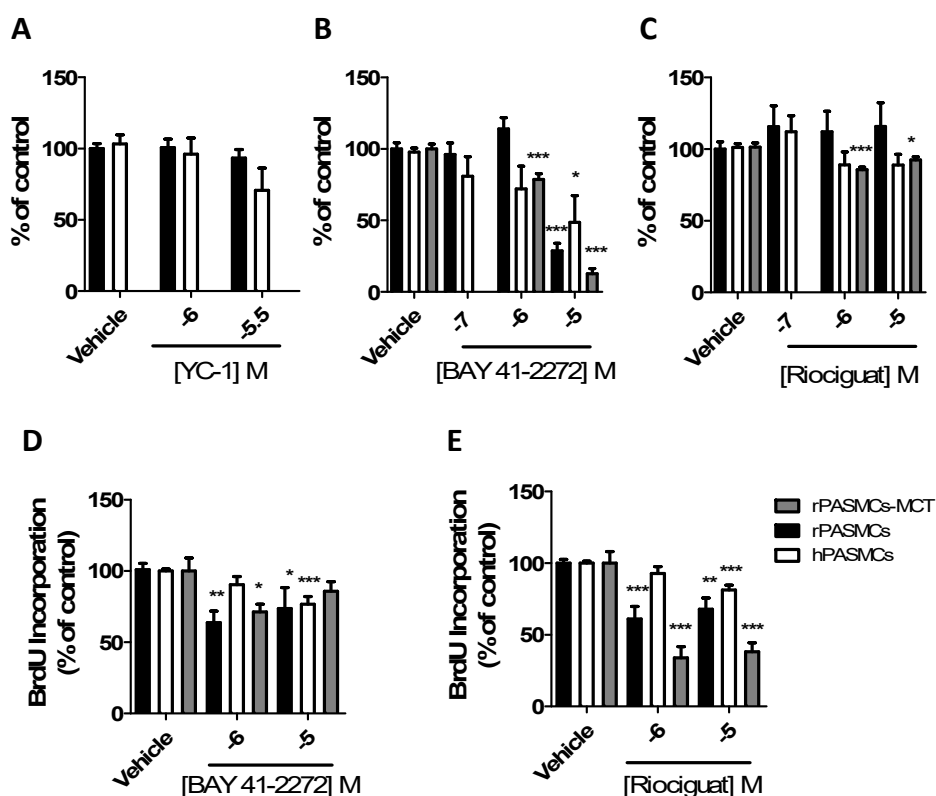 A
B
C
% of control
150
100
50
0
Vehicle
-6
-5.5
[YC-1] M
% of control
150
100
50
0
***
***
*
***
Vehicle
-7
-6
-5
[BAY 41-2272] M
% of control
150
100
50
0
***
*
Vehicle
-7
-6
-5
[Riociguat] M
D
E
BrdU Incorporation
(% of control)
150
100
50
0
**
*
*
***
Vehicle
-6
-5
[BAY 41-2272] M
BrdU Incorporation
(% of control)
150
100
50
0
***
***
**
***
***
Vehicle
-6
-5
[Riociguat] M
rPASMCs-MCT
rPASMCs
hPASMCs